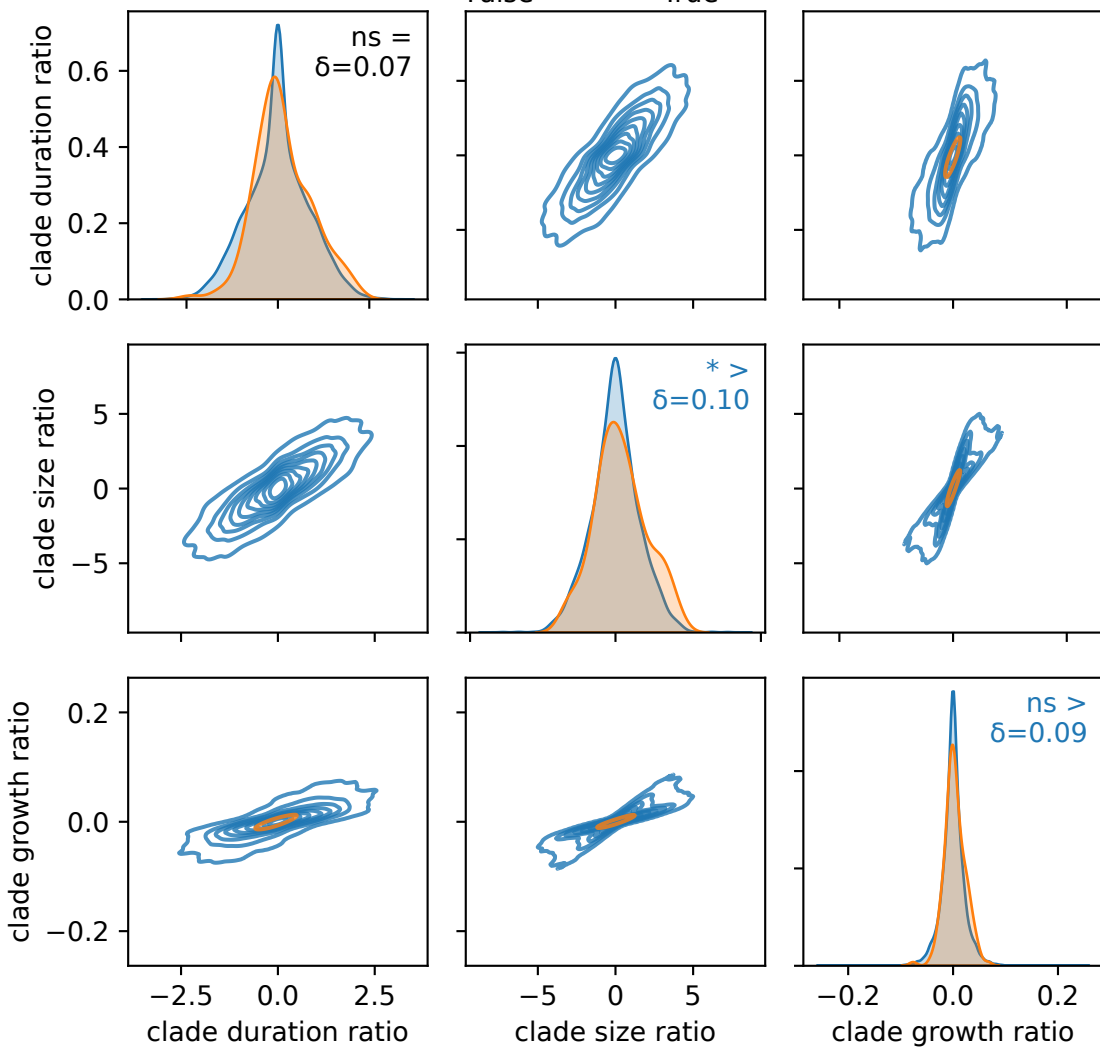 clade duration ratio
0.6
0.4
0.2
0.0
ns =
δ=0.07
clade size ratio
5
0
−5
* >
δ=0.10
clade growth ratio
0.2
0.0
−0.2
ns >
δ=0.09
−2.5 0.0 2.5
−5 0 5
−0.2 0.0 0.2
clade duration ratio
clade size ratio
clade growth ratio